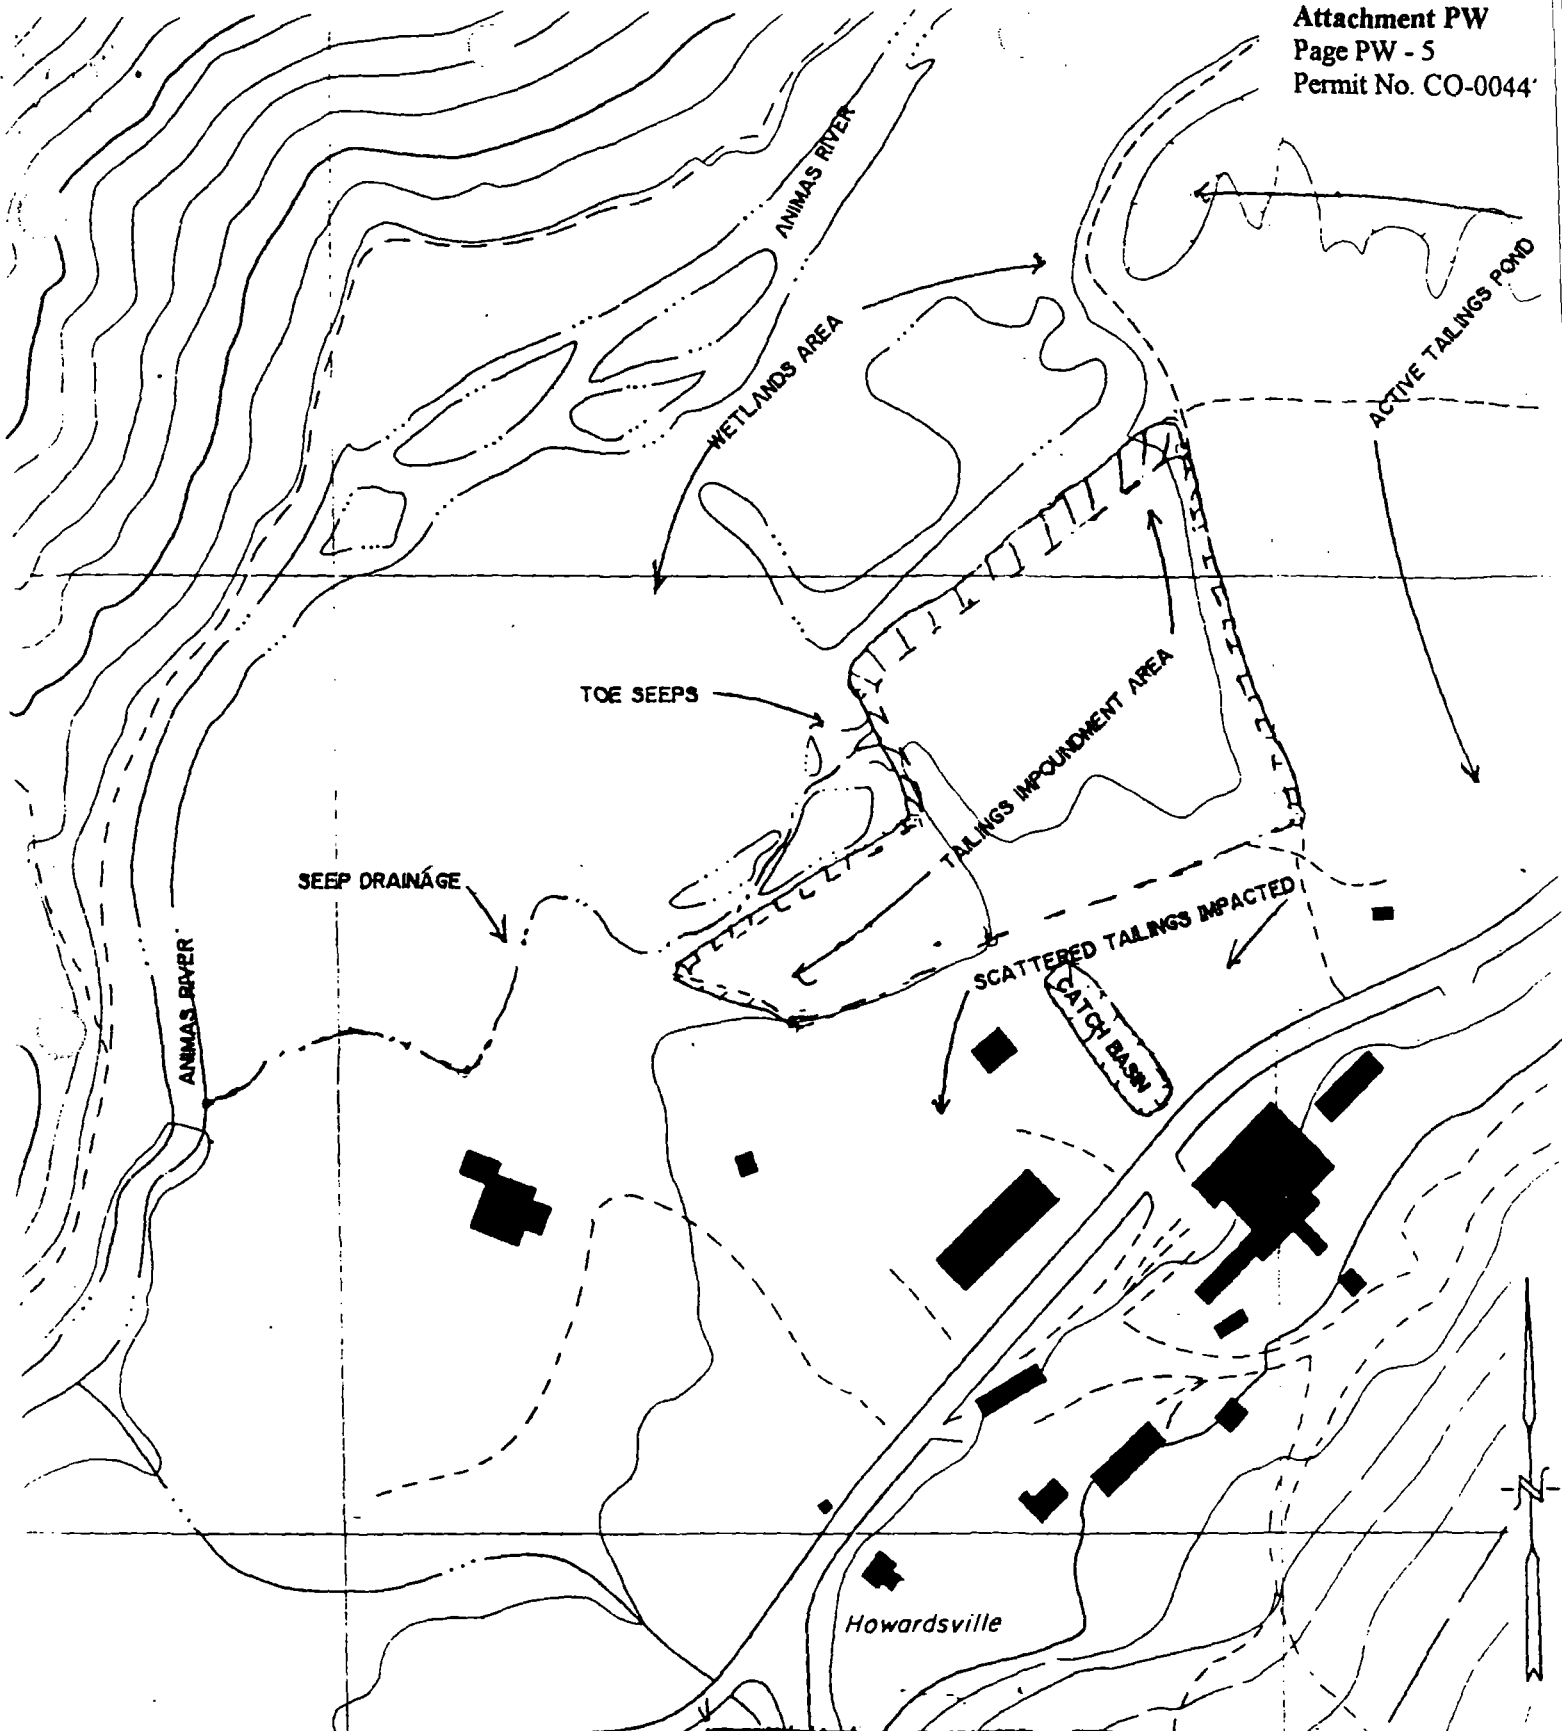 Attachment PW
Page PW - 5
Permit No. CO-0044
ANIMAS RIVER
WETLANDS AREA
ACTIVE TAILINGS POND
TOE SEEPS
TAILINGS IMPOUNDMENT AREA
SEEP DRAINAGE
SCATTERED TAILINGS IMPACTED
CATCH BASIN
ANIMAS RIVER
N
Howardsville